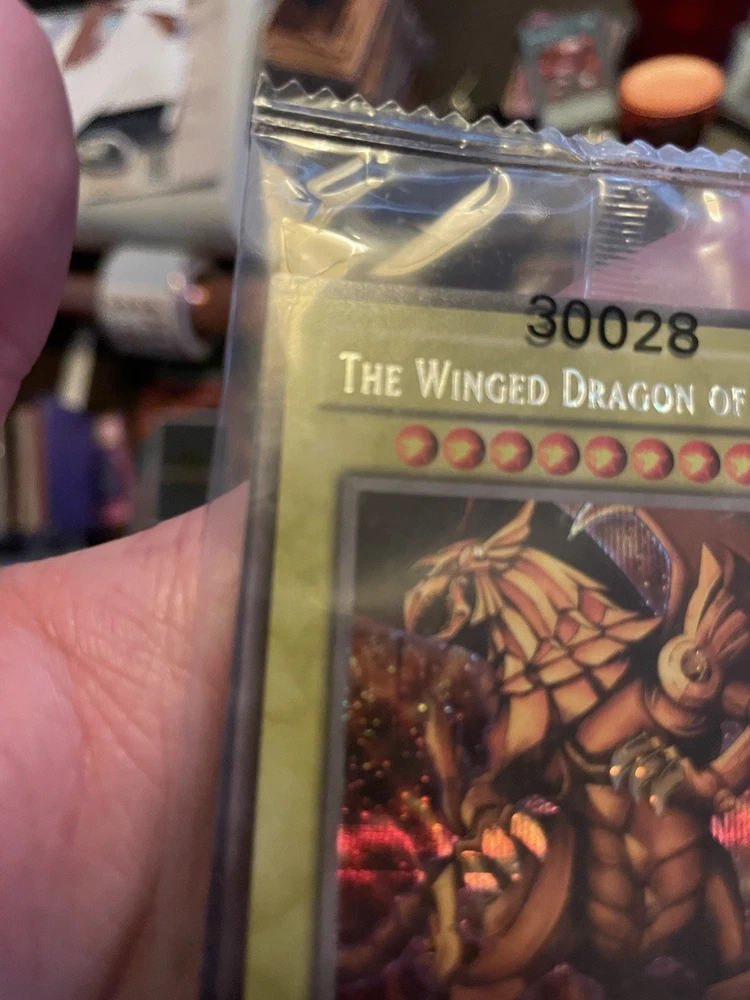 30028
THE WINGED DRAGON OF